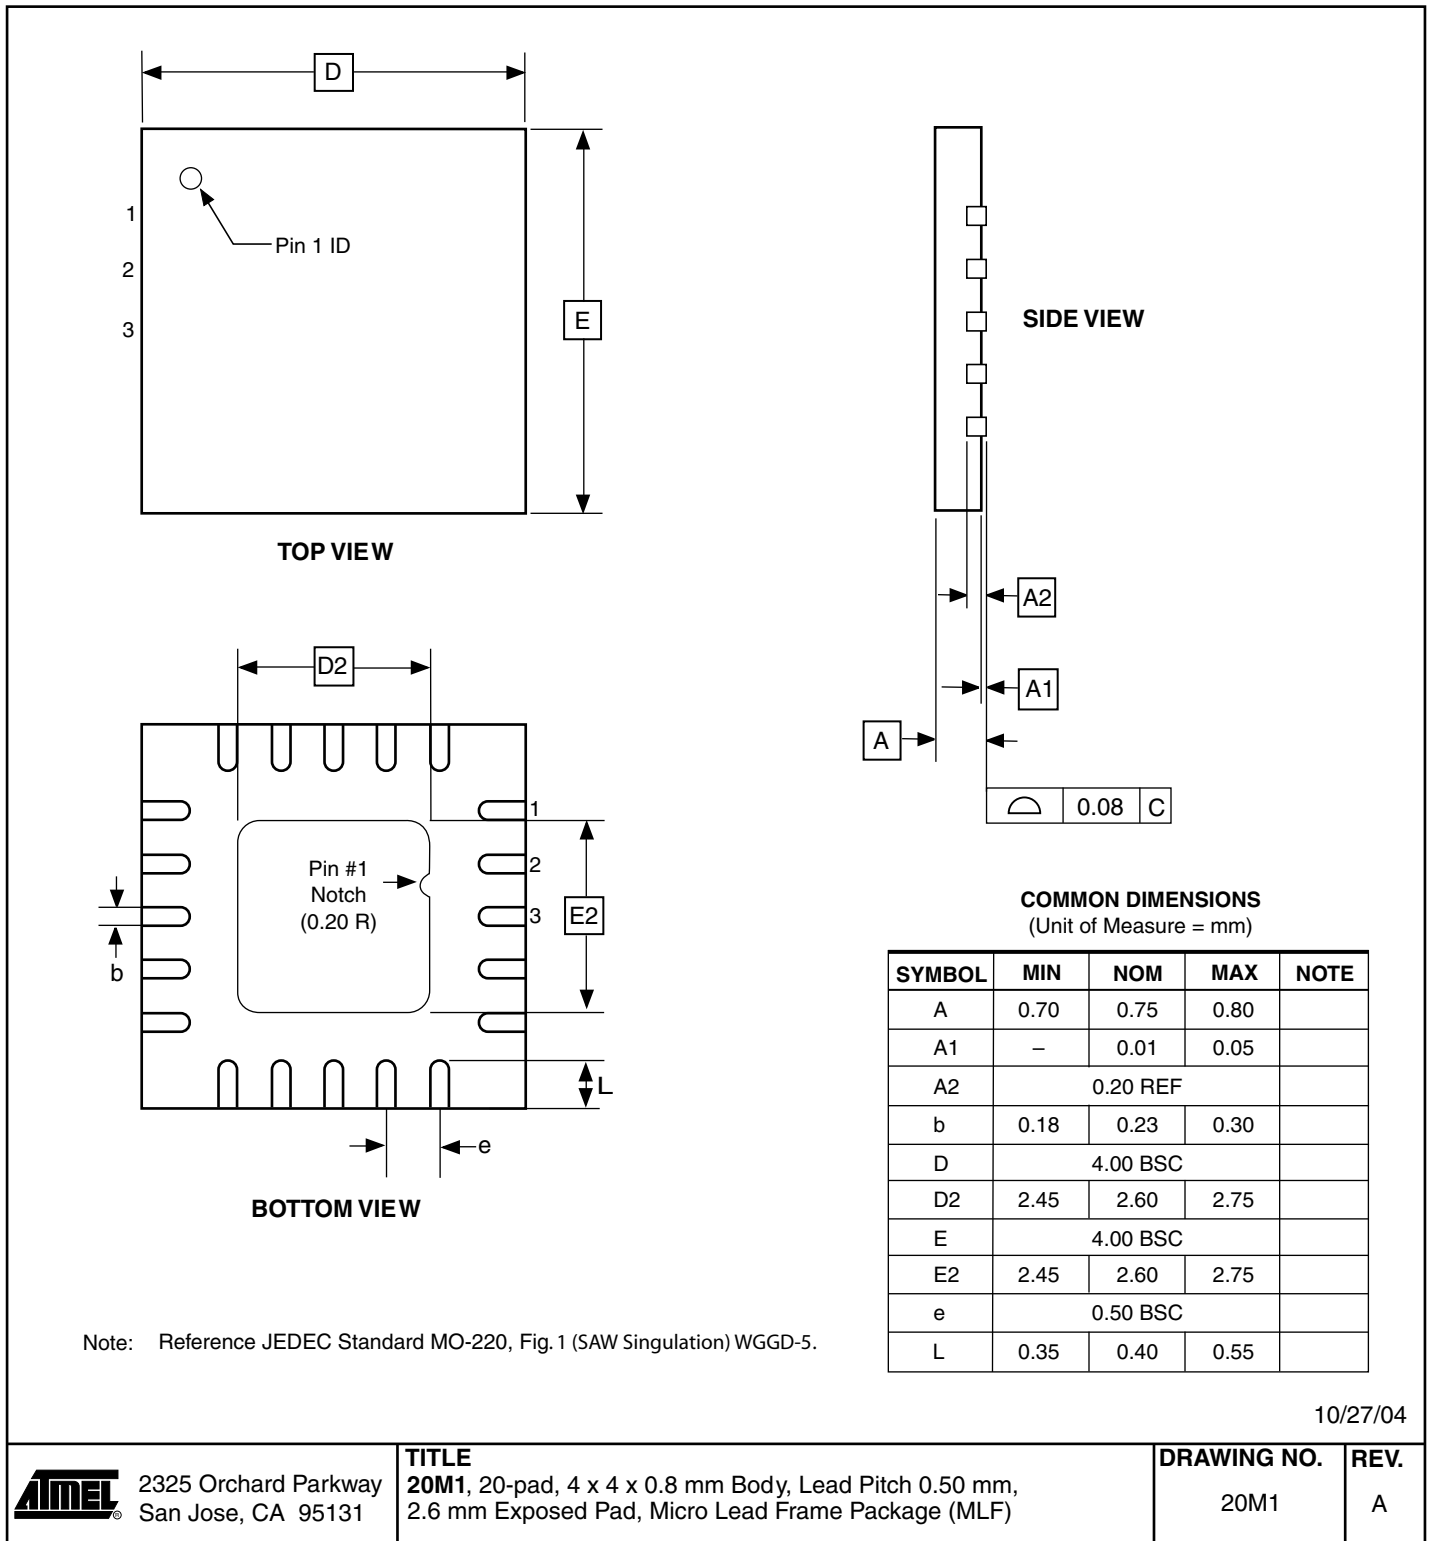 D
1
Pin 1 ID
2
3
E
SIDE VIEW
TOP VIEW
A2
D2
A1
A
0.08 C
1
Pin #1
Notch
(0.20 R)
2
3
E2
b
L
e
BOTTOM VIEW
COMMON DIMENSIONS
(Unit of Measure = mm)
SYMBOL MIN NOM MAX NOTE
A 0.70 0.75 0.80
A1 – 0.01 0.05
A2 0.20 REF
b 0.18 0.23 0.30
D 4.00 BSC
D2 2.45 2.60 2.75
E 4.00 BSC
E2 2.45 2.60 2.75
e 0.50 BSC
L 0.35 0.40 0.55
Note: Reference JEDEC Standard MO-220, Fig. 1 (SAW Singulation) WGGD-5.
10/27/04
ATMEL ®
2325 Orchard Parkway
San Jose, CA 95131
TITLE
20M1, 20-pad, 4 x 4 x 0.8 mm Body, Lead Pitch 0.50 mm,
2.6 mm Exposed Pad, Micro Lead Frame Package (MLF)
DRAWING NO.
20M1
REV.
A